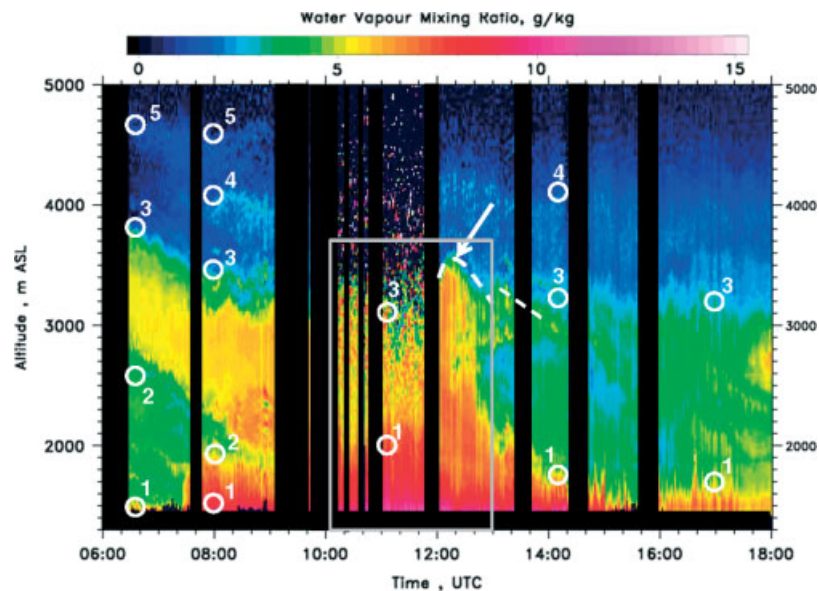 Water Vapour Mixing Ratio, g/kg
0 5 10 15
5000 5000
5 5
4 4
4000 4000
3
3 3 3
3
3000 3000
2
2 1
2000 2000
1 1
1 1
06:00 08:00 10:00 12:00 14:00 16:00 18:00
Altitude , m ASL
Time , UTC